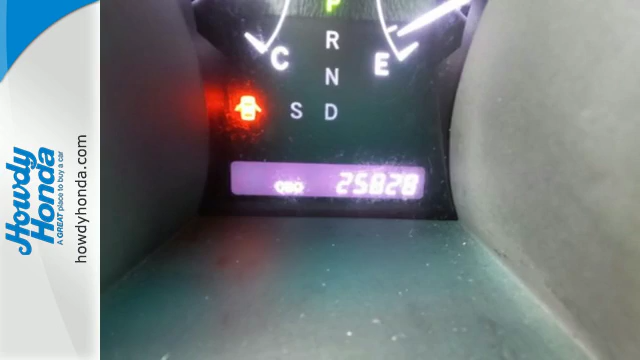 P
R
C E
N
S D
ODO 25828
Howdy
Honda
A GREAT place to buy a car
howdyhonda.com